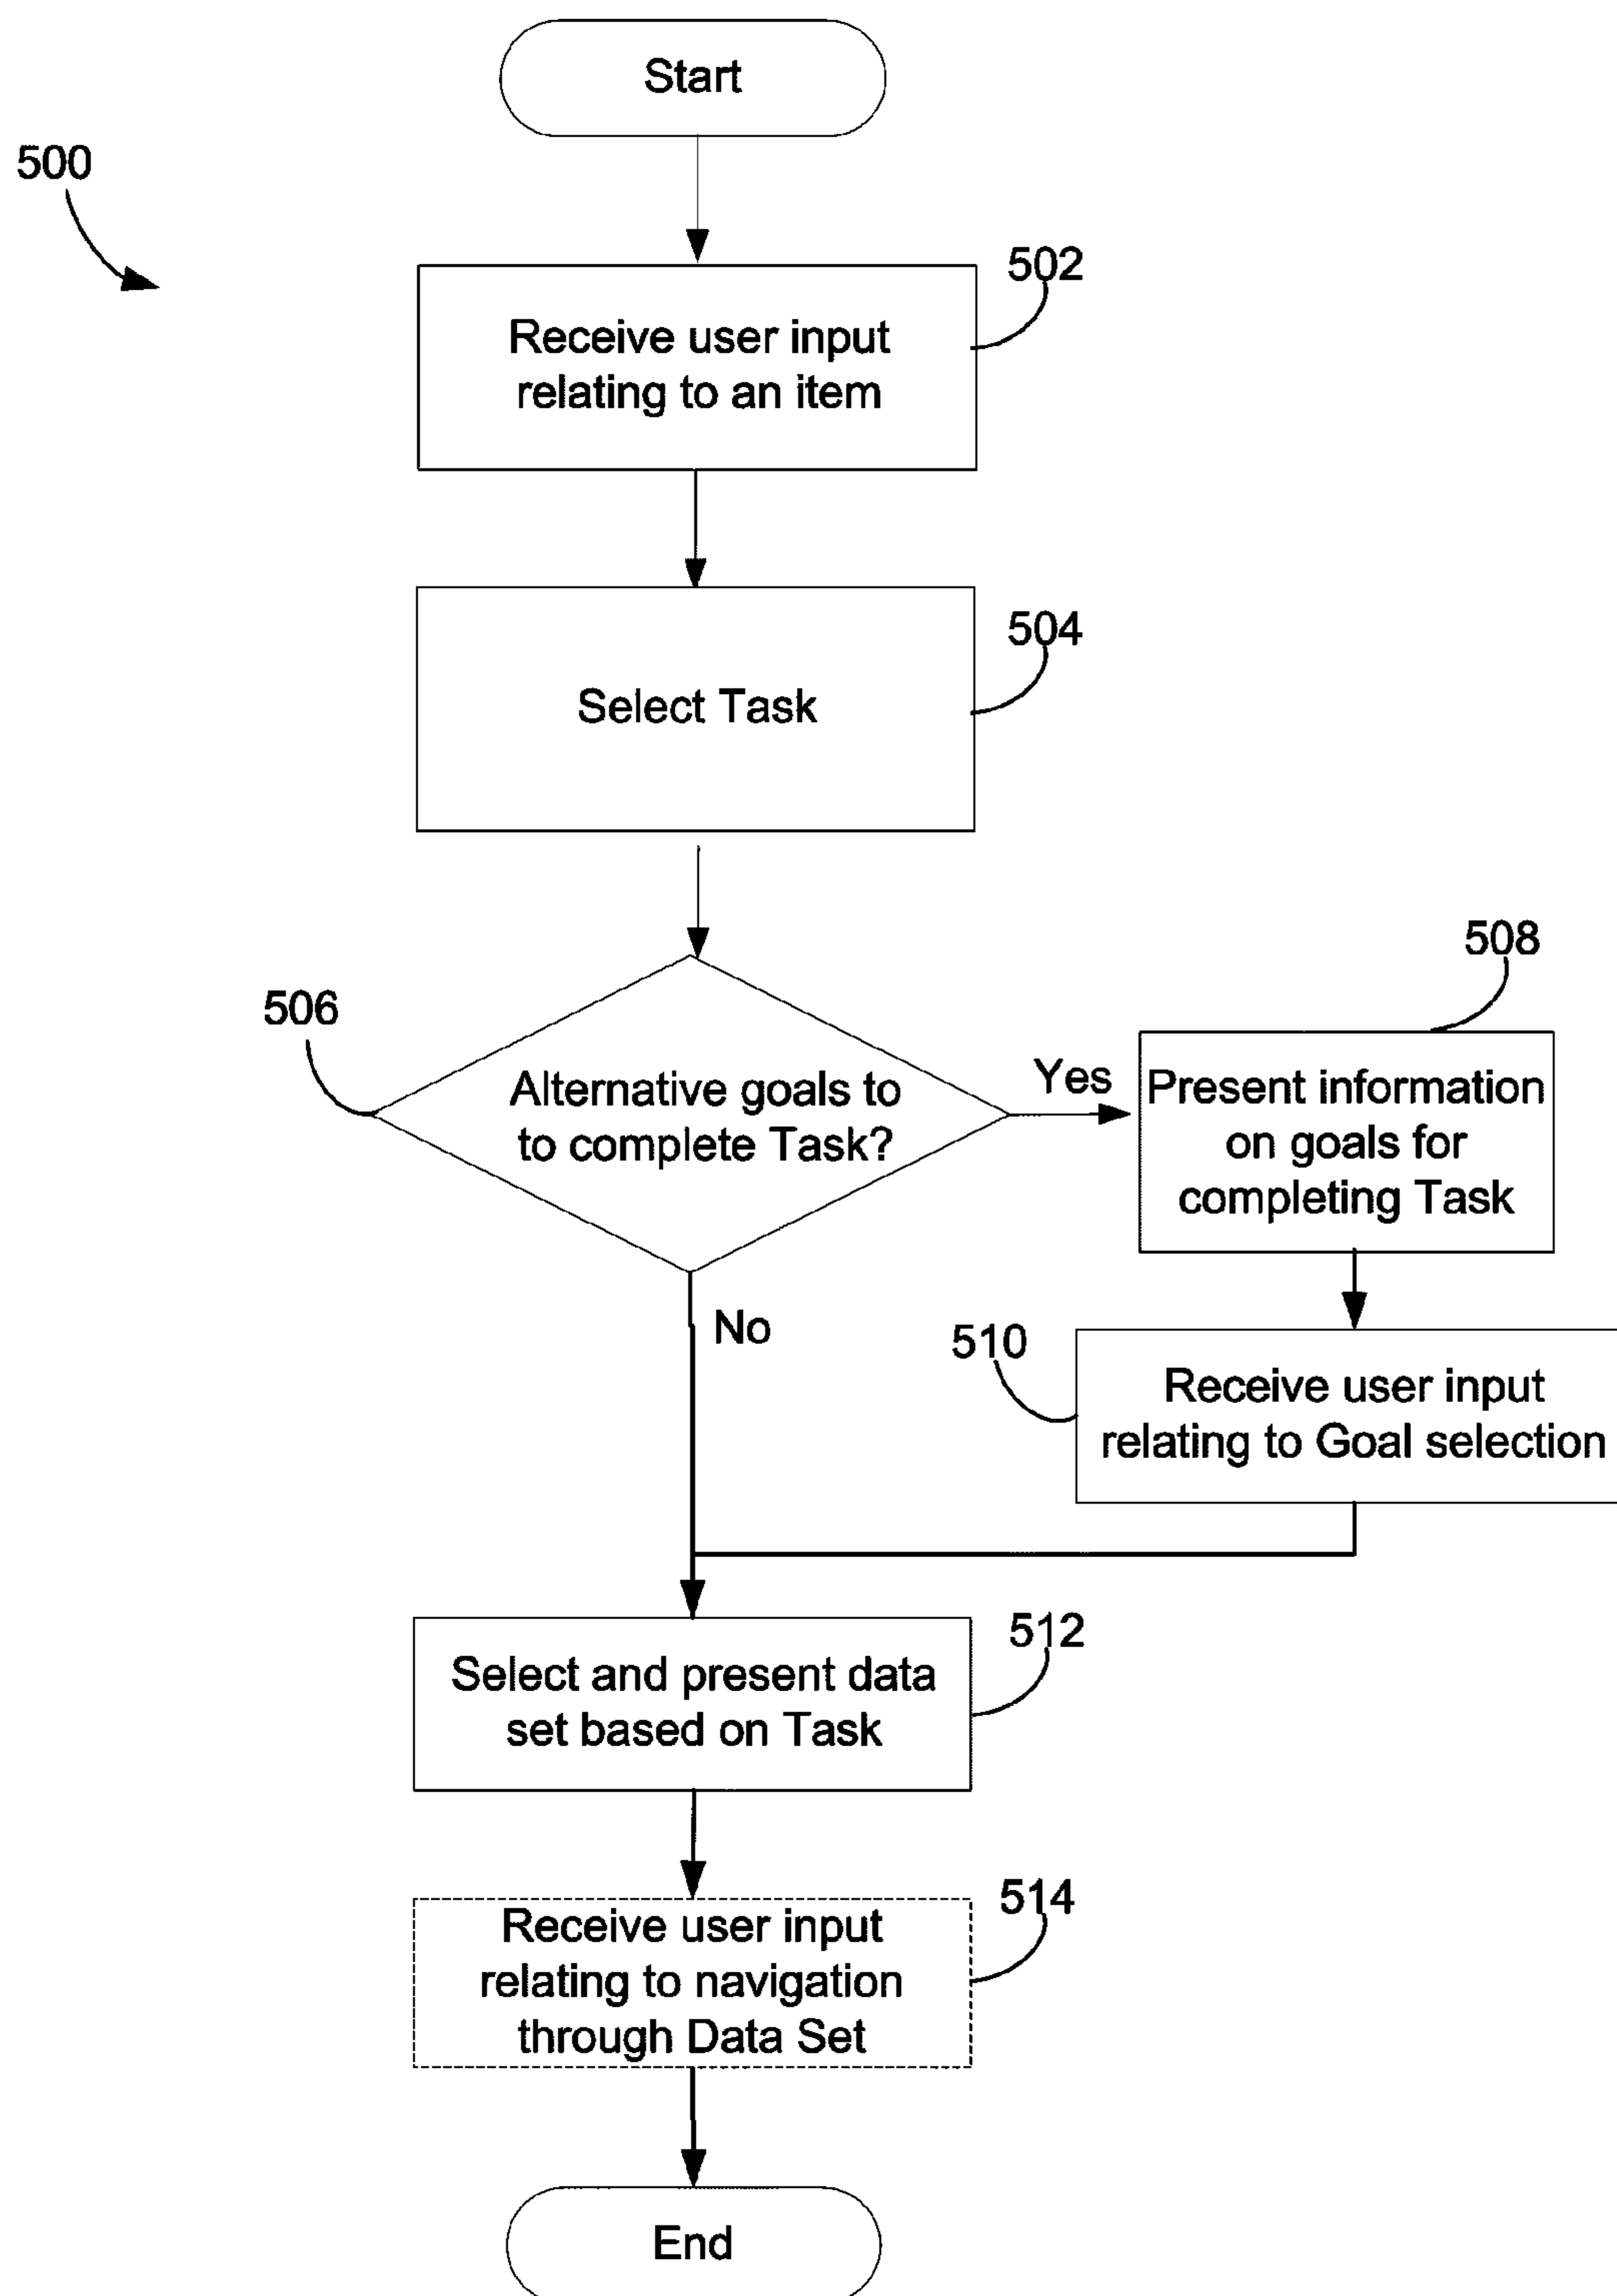 Start
500
502
Receive user input
relating to an item
504
Select Task
506
Alternative goals to
to complete Task?
Yes
508
Present information
on goals for
completing Task
No
510
Receive user input
relating to Goal selection
512
Select and present data
set based on Task
514
Receive user input
relating to navigation
through Data Set
End